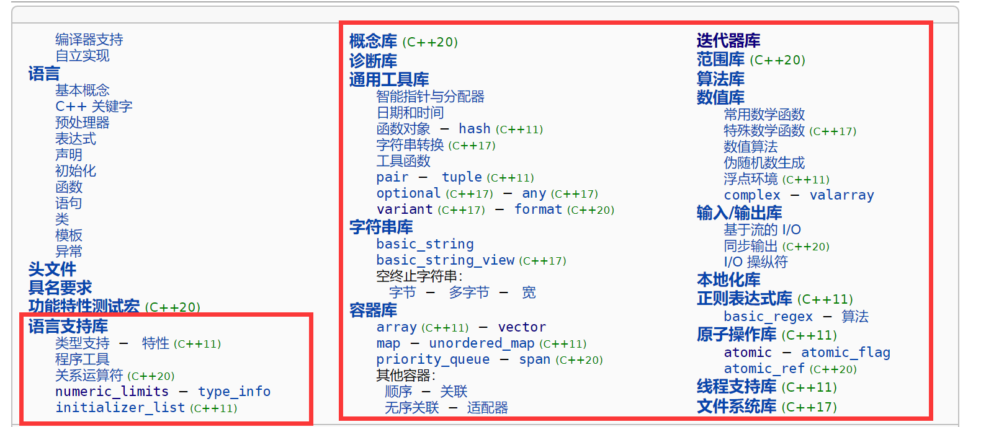 编译器支持
自立实现
语言
基本概念
C++ 关键字
预处理器
表达式
声明
初始化
函数
语句
类
模板
异常
头文件
具名要求
功能特性测试宏 (C++20)
语言支持库
类型支持 − 特性 (C++11)
程序工具
关系运算符 (C++20)
numeric_limits − type_info
initializer_list (C++11)
概念库 (C++20)
诊断库
通用工具库
智能指针与分配器
日期和时间
函数对象 − hash (C++11)
字符串转换 (C++17)
工具函数
pair − tuple (C++11)
optional (C++17) − any (C++17)
variant (C++17) − format (C++20)
字符串库
basic_string
basic_string_view (C++17)
空终止字符串：
字节 − 多字节 − 宽
容器库
array (C++11) − vector
map − unordered_map (C++11)
priority_queue − span (C++20)
其他容器：
顺序 − 关联
无序关联 − 适配器
迭代器库
范围库 (C++20)
算法库
数值库
常用数学函数
特殊数学函数 (C++17)
数值算法
伪随机数生成
浮点环境 (C++11)
complex − valarray
输入/输出库
基于流的 I/O
同步输出 (C++20)
I/O 操纵符
本地化库
正则表达式库 (C++11)
basic_regex − 算法
原子操作库 (C++11)
atomic − atomic_flag
atomic_ref (C++20)
线程支持库 (C++11)
文件系统库 (C++17)